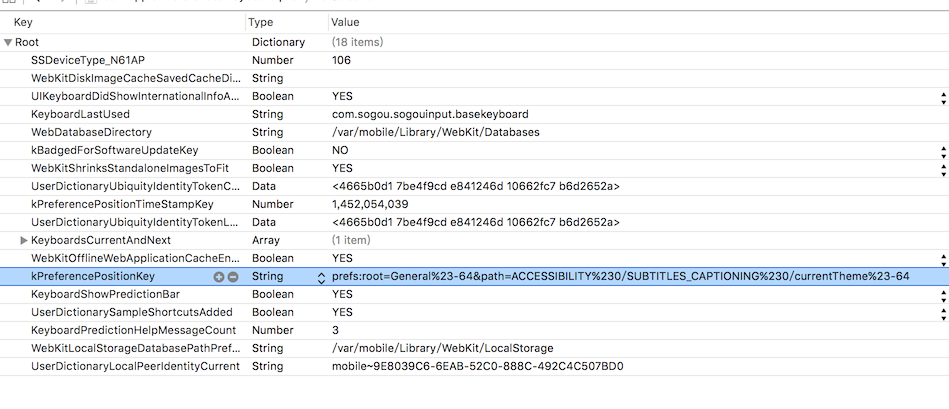 Key Type Value
Root Dictionary (18 items)
SSDeviceType_N61AP Number 106
WebKitDiskImageCacheSavedCacheDi... String
UIKeyboardDidShowInternationalInfoA... Boolean YES
KeyboardLastUsed String com.sogou.sogouinput.basekeyboard
WebDatabaseDirectory String /var/mobile/Library/WebKit/Databases
kBadgedForSoftwareUpdateKey Boolean NO
WebKitShrinksStandaloneImagesToFit Boolean YES
UserDictionaryUbiquityIdentityTokenC... Data <4665b0d1 7be4f9cd e841246d 10662fc7 b6d2652a>
kPreferencePositionTimeStampKey Number 1,452,054,039
UserDictionaryUbiquityIdentityTokenL... Data <4665b0d1 7be4f9cd e841246d 10662fc7 b6d2652a>
KeyboardsCurrentAndNext Array (1 item)
WebKitOfflineWebApplicationCacheEn... Boolean YES
kPreferencePositionKey String prefs:root=General%23-64&path=ACCESSIBILITY%230/SUBTITLES_CAPTIONING%230/currentTheme%23-64
KeyboardShowPredictionBar Boolean YES
UserDictionarySampleShortcutsAdded Boolean YES
KeyboardPredictionHelpMessageCount Number 3
WebKitLocalStorageDatabasePathPref... String /var/mobile/Library/WebKit/LocalStorage
UserDictionaryLocalPeerIdentityCurrent String mobile~9E8039C6-6EAB-52C0-888C-492C4C507BD0